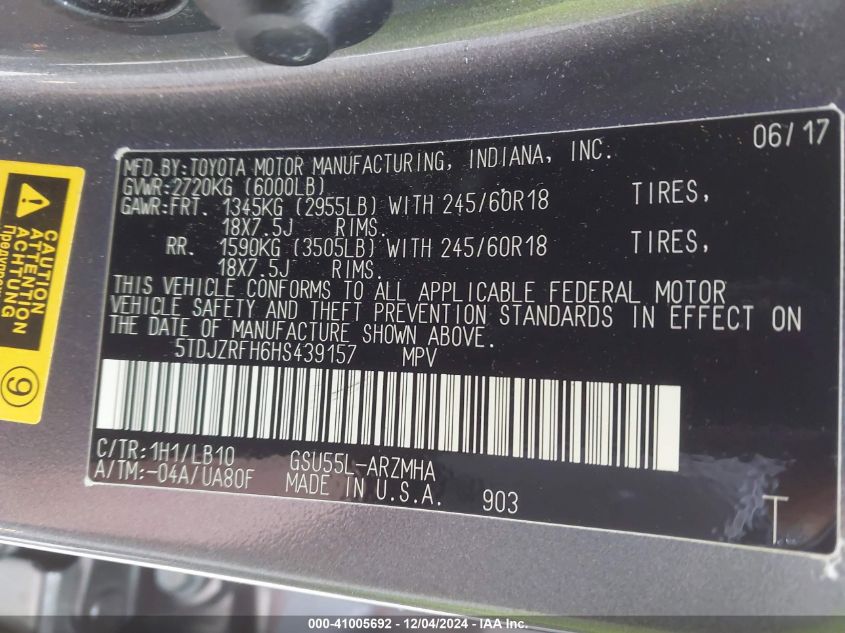 06/17
MFD.BY:TOYOTA MOTOR MANUFACTURING, INDIANA, INC.
GVWR:2720KG (6000LB)
GAWR:FRT. 1345KG (2955LB) WITH 245/60R18 TIRES,
18X7.5J RIMS.
RR. 1590KG (3505LB) WITH 245/60R18 TIRES,
18X7.5J RIMS.
THIS VEHICLE CONFORMS TO ALL APPLICABLE FEDERAL MOTOR
VEHICLE SAFETY AND THEFT PREVENTION STANDARDS IN EFFECT ON
THE DATE OF MANUFACTURE SHOWN ABOVE.
5TDJZRFH6HS439157 MPV
C/TR:1H1/LB10 GSU55L-ARZMHA
A/TM:-04A/UA80F MADE IN U.S.A. 903
T
CAUTION
ATTENTION
ACHTUNG
9
000-41005692 - 12/04/2024 - IAA Inc.